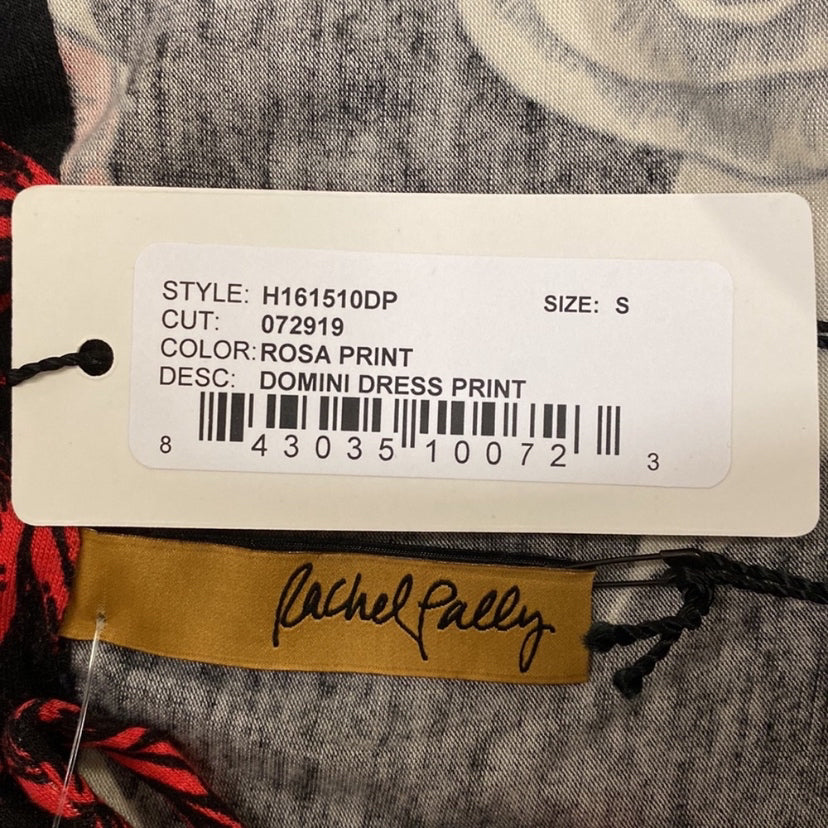 STYLE: H161510DP SIZE: S
CUT: 072919
COLOR: ROSA PRINT
DESC: DOMINI DRESS PRINT
8 43035 10072 3
Rachel Pally